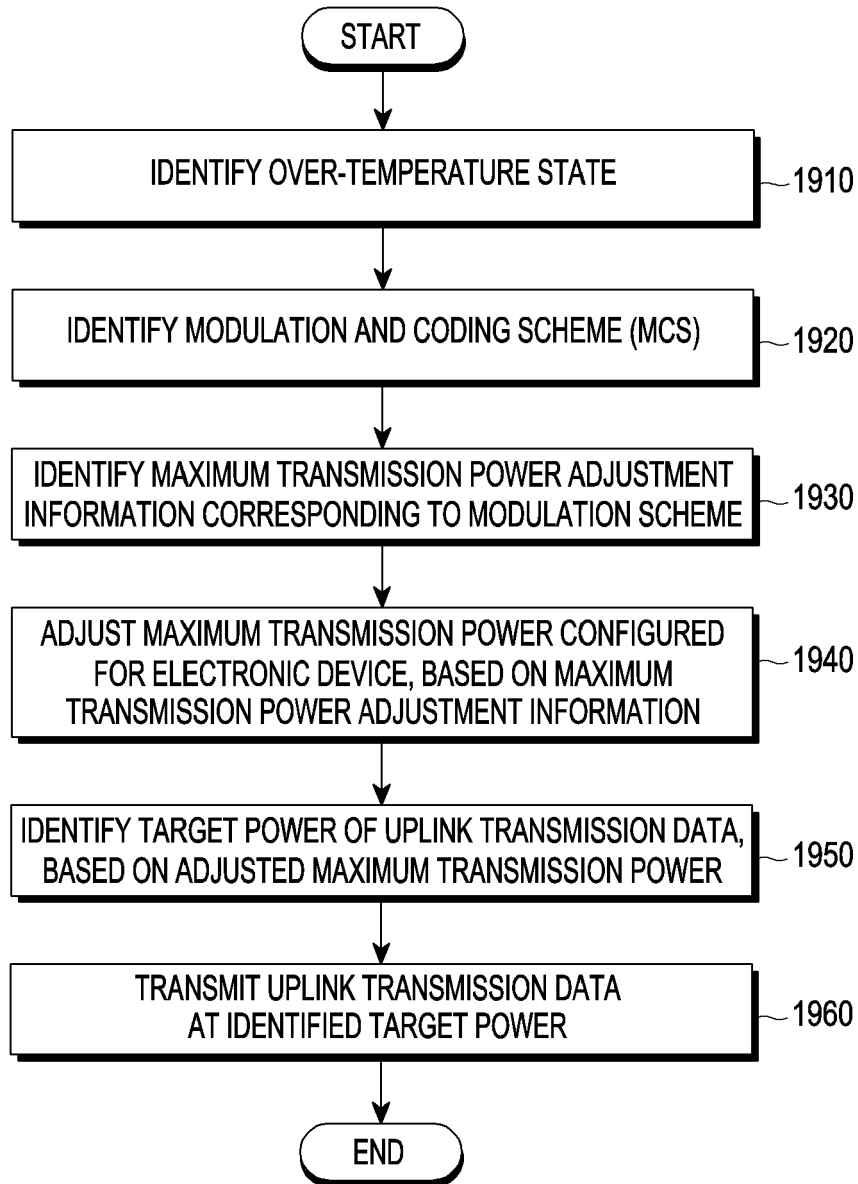 START
IDENTIFY OVER-TEMPERATURE STATE
1910
IDENTIFY MODULATION AND CODING SCHEME (MCS)
1920
IDENTIFY MAXIMUM TRANSMISSION POWER ADJUSTMENT
INFORMATION CORRESPONDING TO MODULATION SCHEME
1930
ADJUST MAXIMUM TRANSMISSION POWER CONFIGURED
FOR ELECTRONIC DEVICE, BASED ON MAXIMUM
TRANSMISSION POWER ADJUSTMENT INFORMATION
1940
IDENTIFY TARGET POWER OF UPLINK TRANSMISSION DATA,
BASED ON ADJUSTED MAXIMUM TRANSMISSION POWER
1950
TRANSMIT UPLINK TRANSMISSION DATA
AT IDENTIFIED TARGET POWER
1960
END